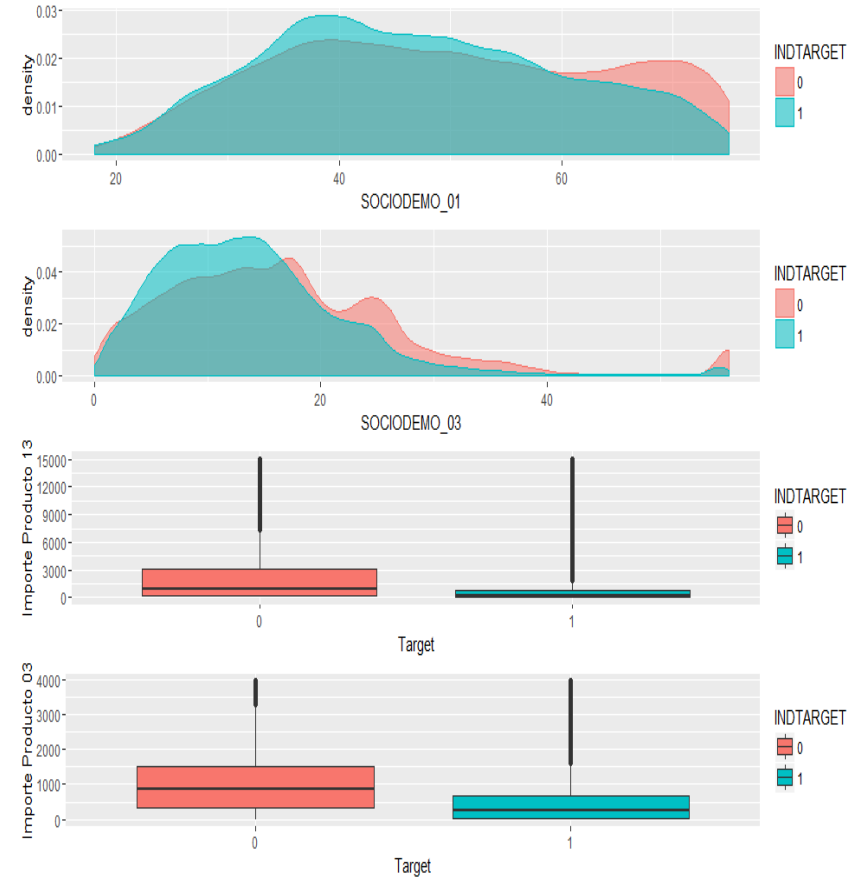 density
0.03
0.02
0.01
0.00
20 40 60
SOCIODEMO_01
INDTARGET
0
1
density
0.04
0.02
0.00
0 20 40
SOCIODEMO_03
INDTARGET
0
1
Importe Producto 13
15000
12000
9000
6000
3000
0
0 1
Target
INDTARGET
0
1
Importe Producto 03
4000
3000
2000
1000
0
0 1
Target
INDTARGET
0
1